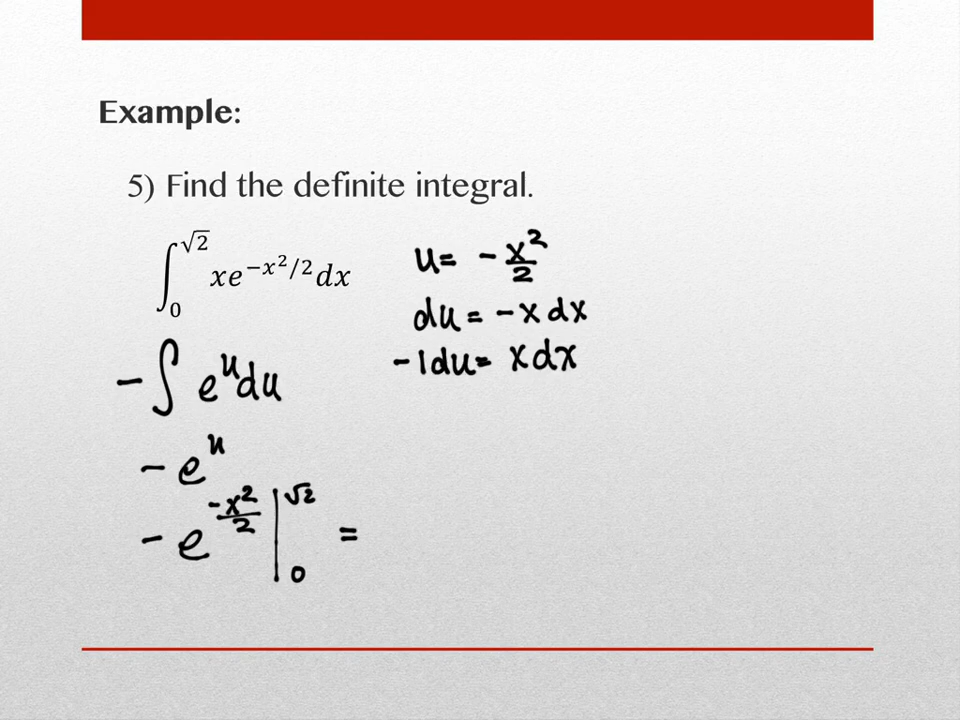 Example:
5) Find the definite integral.
∫₀^√2 xe^(−x²/2) dx
u = −x²/2
du = −x dx
−1du = x dx
−∫ e^u du
−e^u
−e^(−x²/2) |₀^√2 =